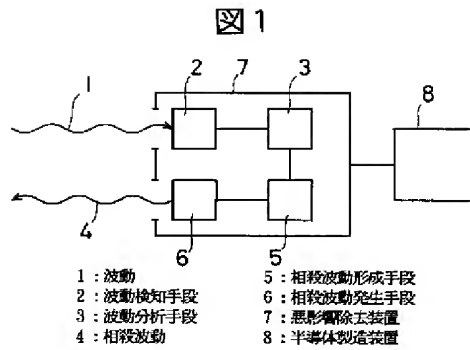 図1
1
2
7
3
8
4
6
5
1：波動
2：波動検知手段
3：波動分析手段
4：相殺波動
5：相殺波動形成手段
6：相殺波動発生手段
7：悪影響除去装置
8：半導体製造装置